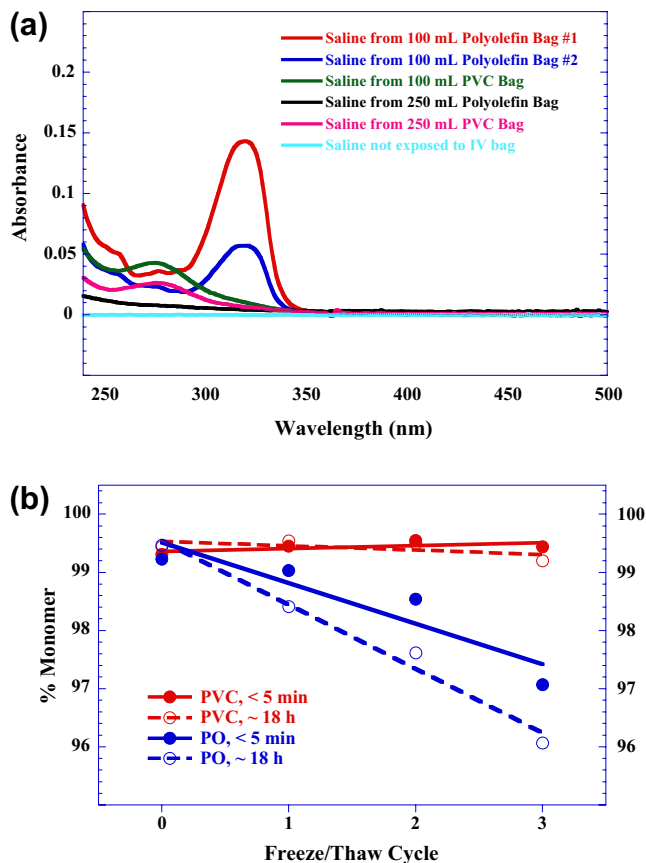 (a)
Saline from 100 mL Polyolefin Bag #1
Saline from 100 mL Polyolefin Bag #2
Saline from 100 mL PVC Bag
Saline from 250 mL Polyolefin Bag
Saline from 250 mL PVC Bag
Saline not exposed to IV bag
0.2
0.15
0.1
0.05
0
Absorbance
250 300 350 400 450 500
Wavelength (nm)
(b)
100 100
99 99
98 98
97 97
96 96
% Monomer
PVC, < 5 min
PVC, ~ 18 h
PO, < 5 min
PO, ~ 18 h
0 1 2 3
Freeze/Thaw Cycle